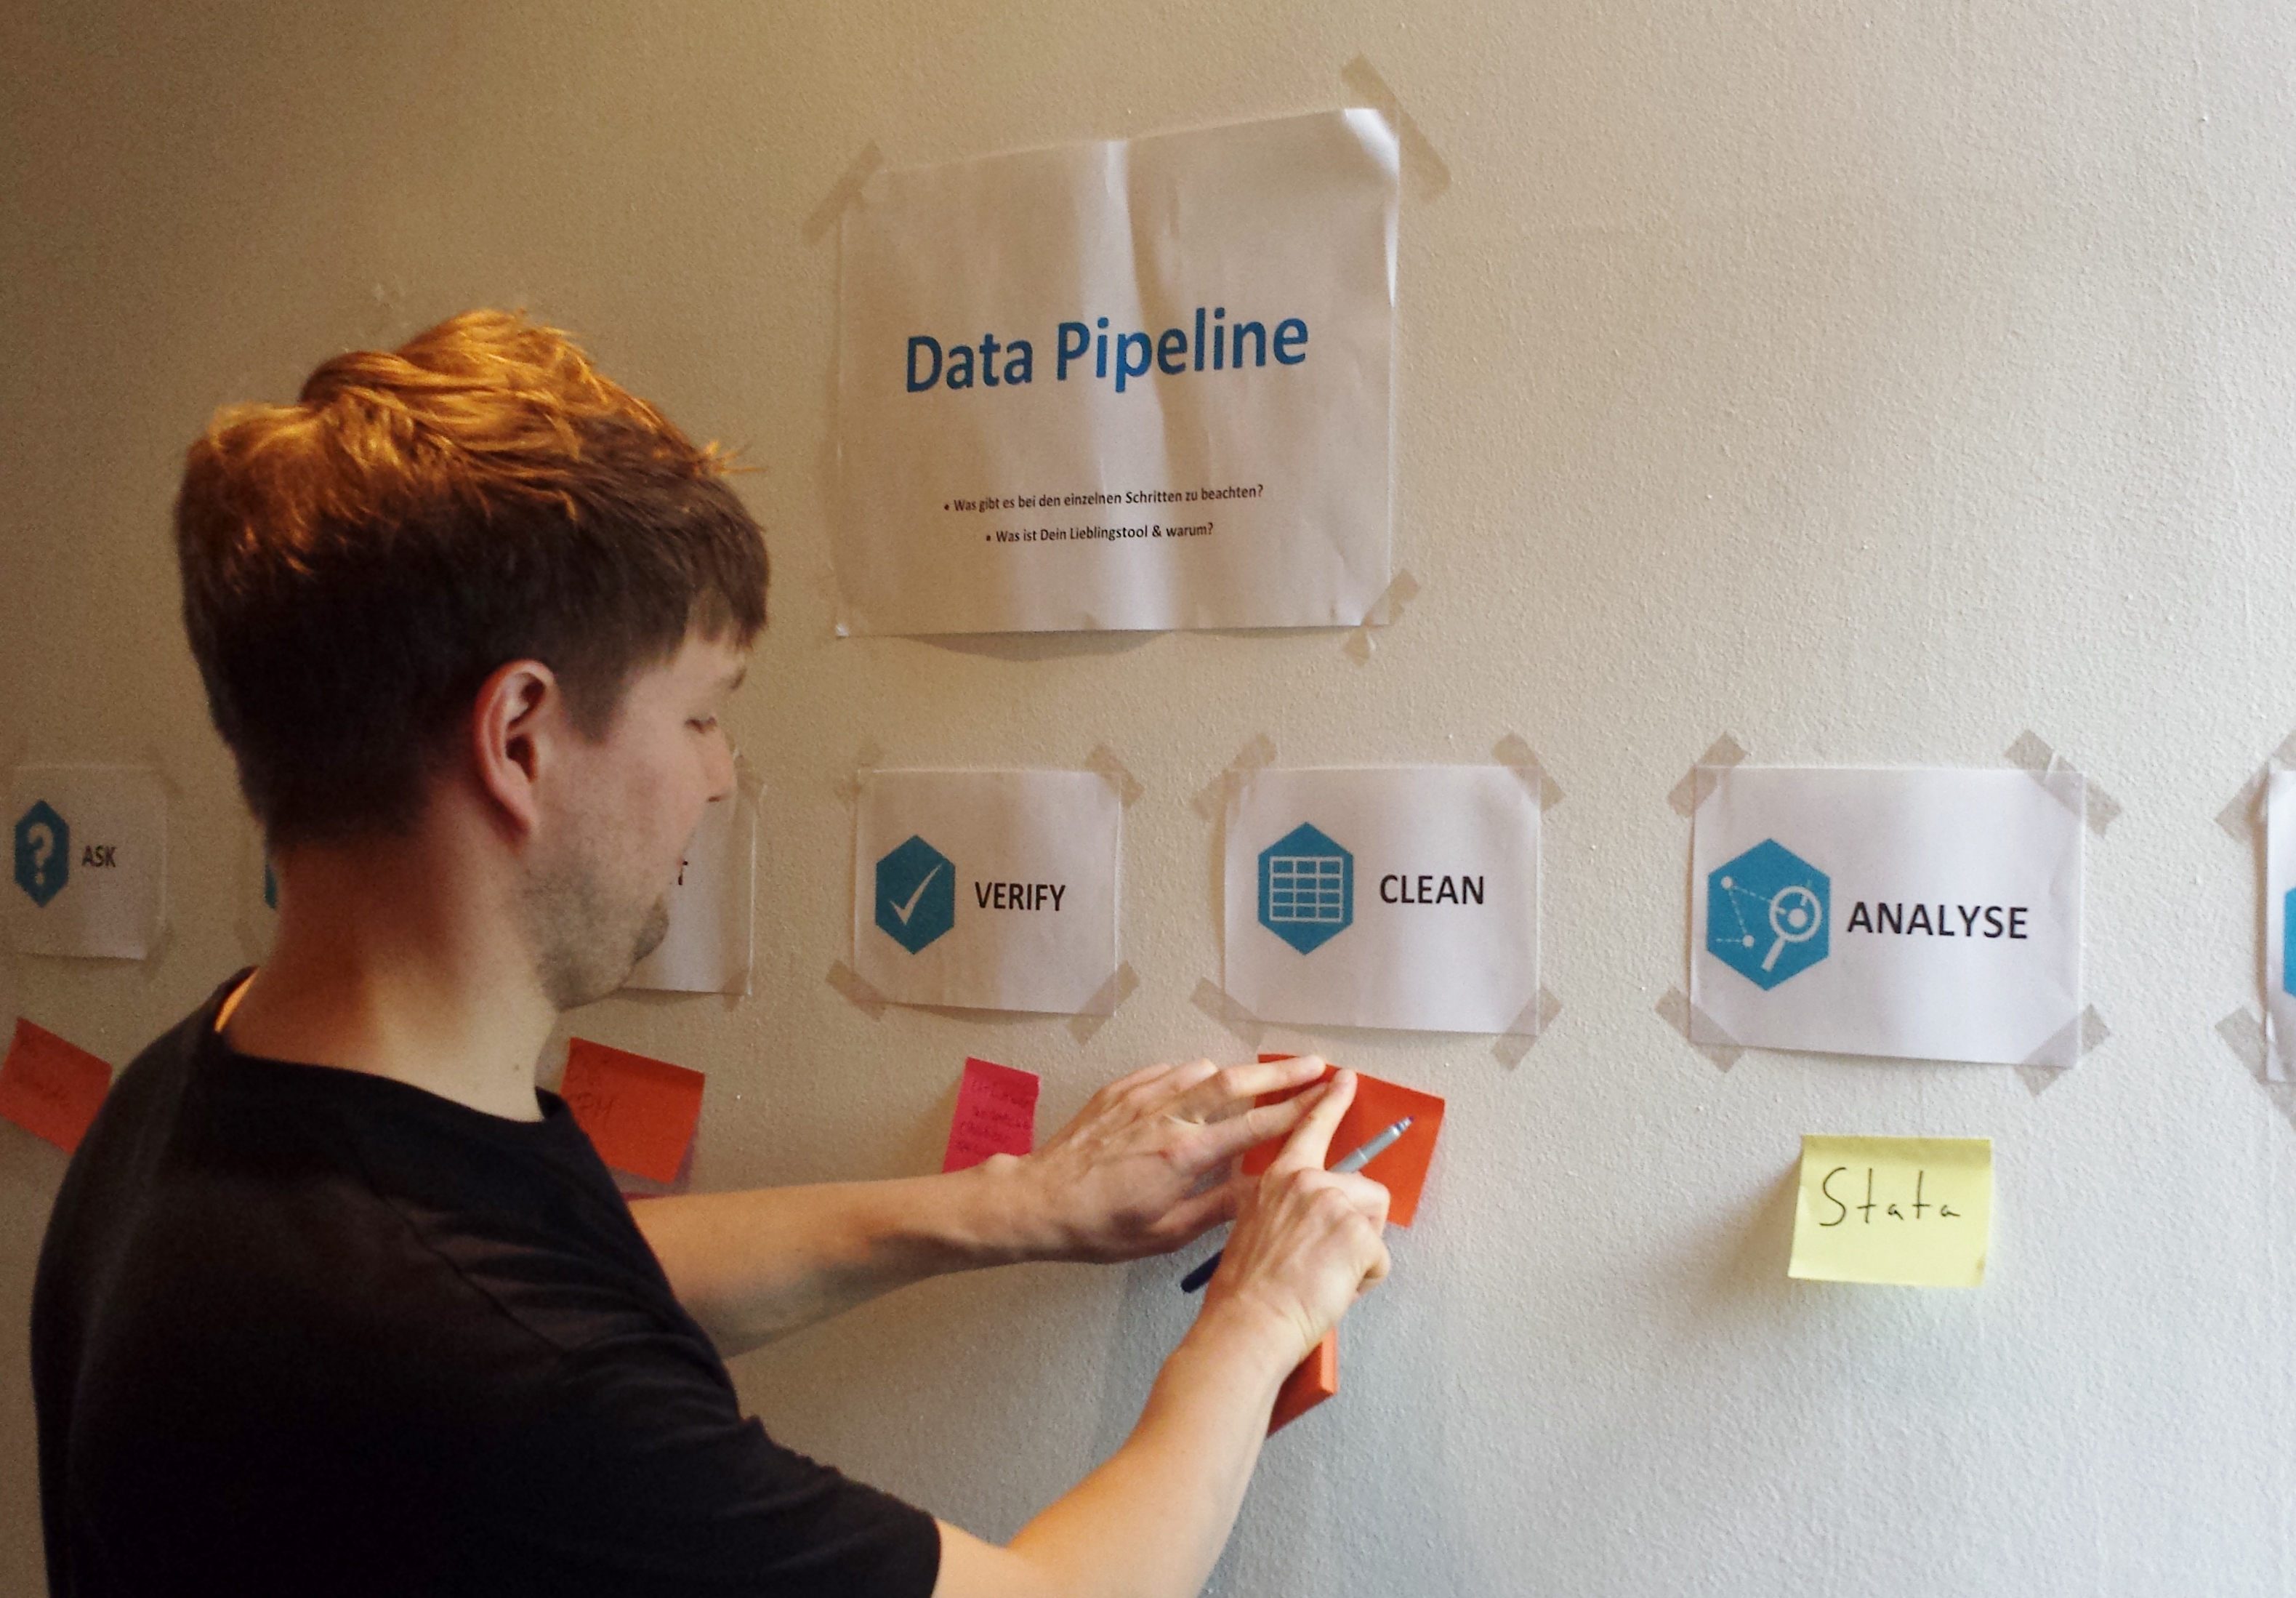 Data Pipeline
• Was gibt es bei den einzelnen Schritten zu beachten?
• Was ist Dein Lieblingstool & warum?
? ASK
T
VERIFY
CLEAN
ANALYSE
Stata